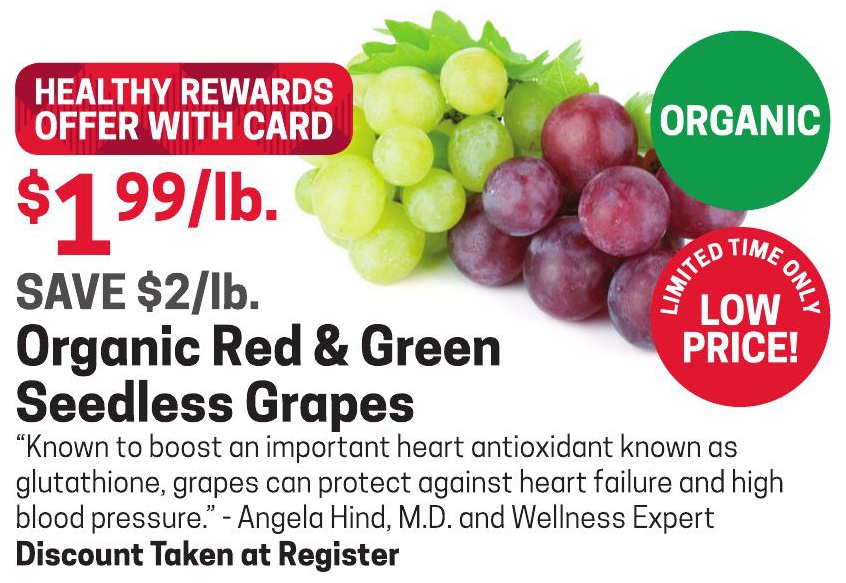 HEALTHY REWARDS
OFFER WITH CARD
ORGANIC
$1 99/lb.
SAVE $2/lb.
LIMITED TIME ONLY
LOW
PRICE!
Organic Red & Green
Seedless Grapes
“Known to boost an important heart antioxidant known as
glutathione, grapes can protect against heart failure and high
blood pressure.” - Angela Hind, M.D. and Wellness Expert
Discount Taken at Register